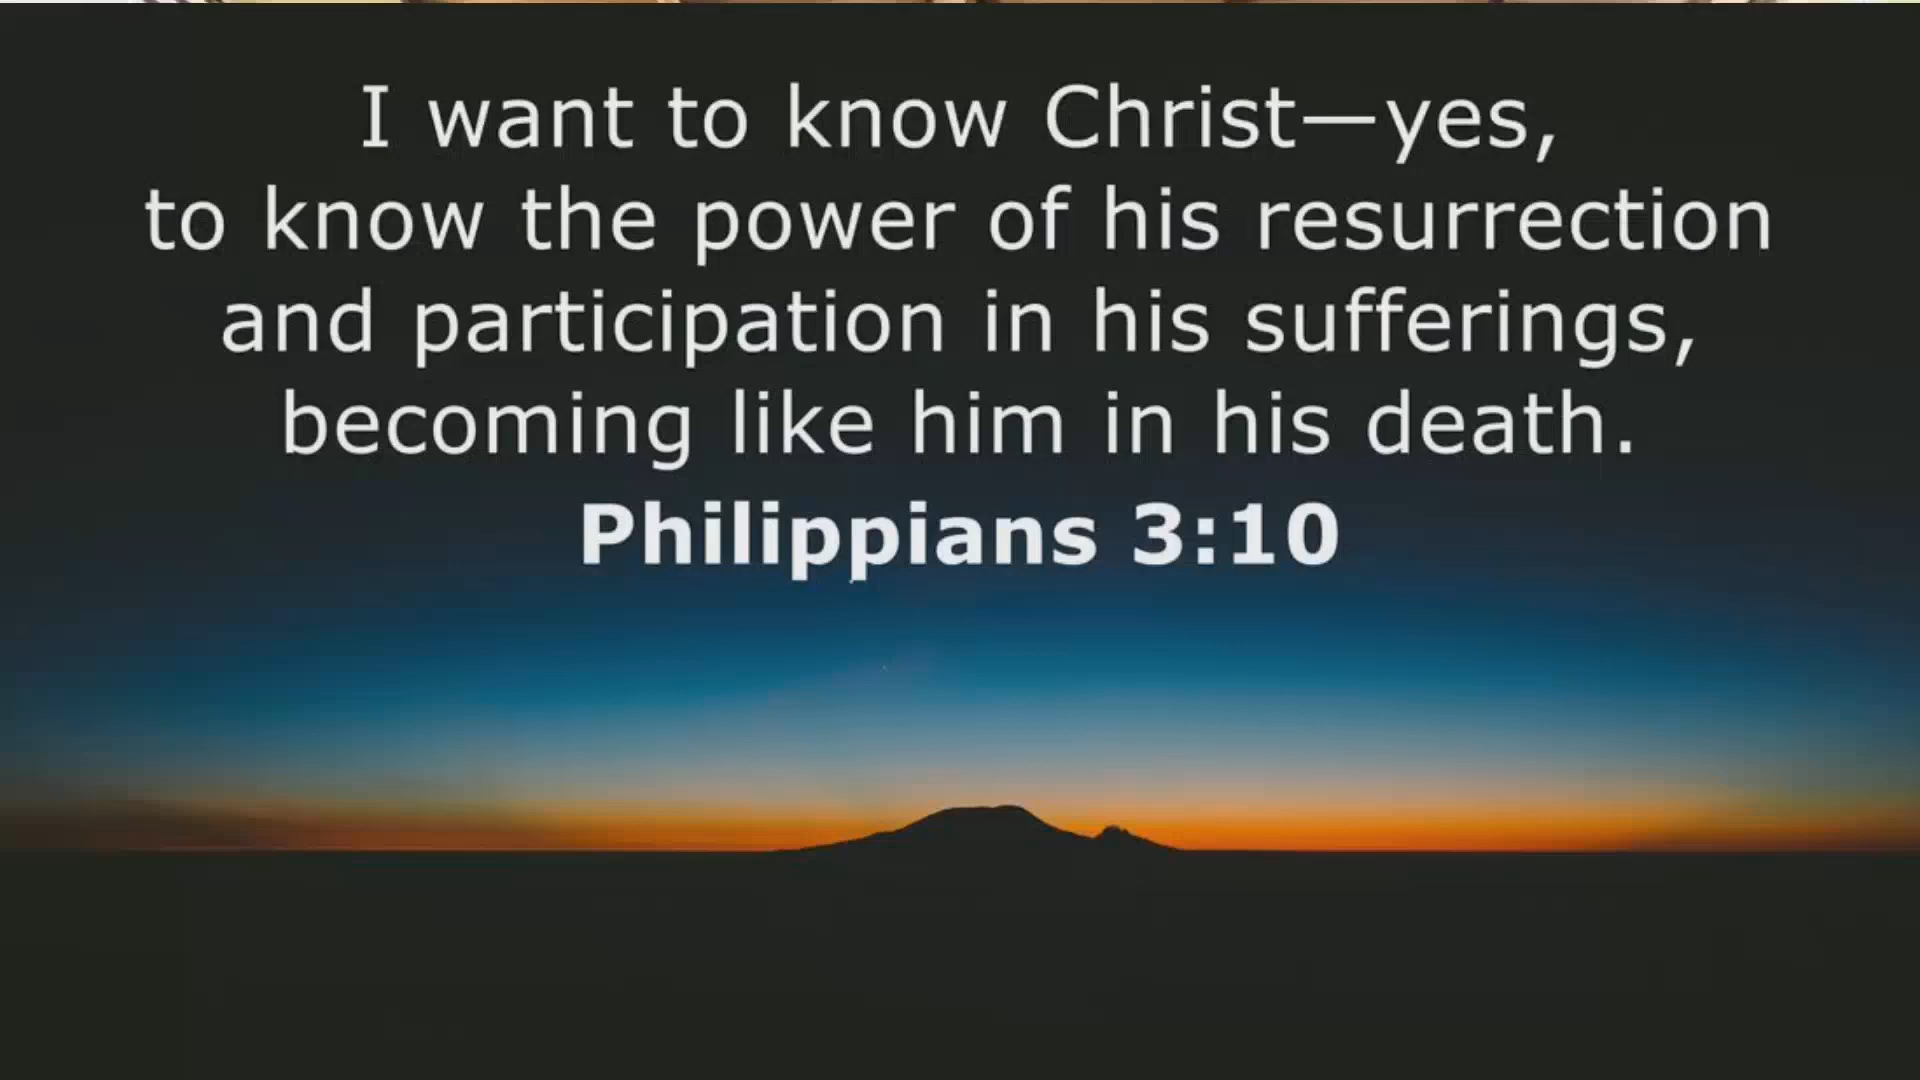 I want to know Christ—yes,
to know the power of his resurrection
and participation in his sufferings,
becoming like him in his death.
Philippians 3:10